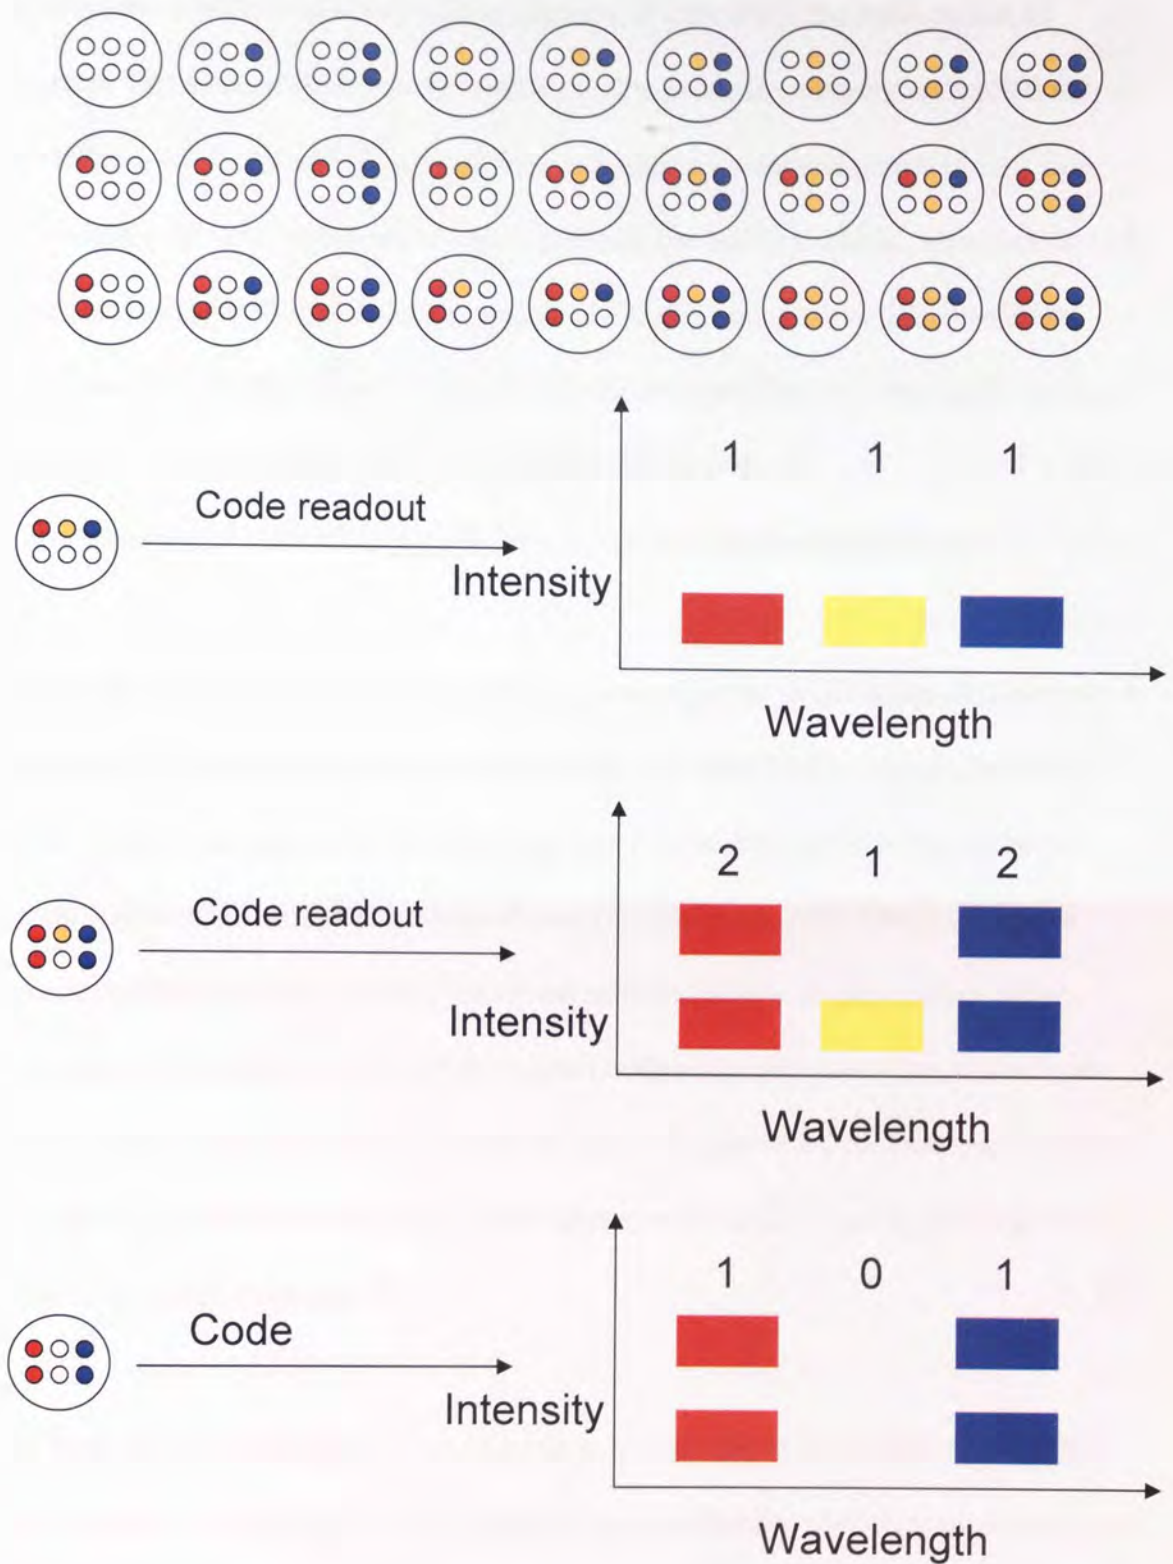 1 1 1
Code readout
Intensity
Wavelength
2 1 2
Code readout
Intensity
Wavelength
1 0 1
Code
Intensity
Wavelength